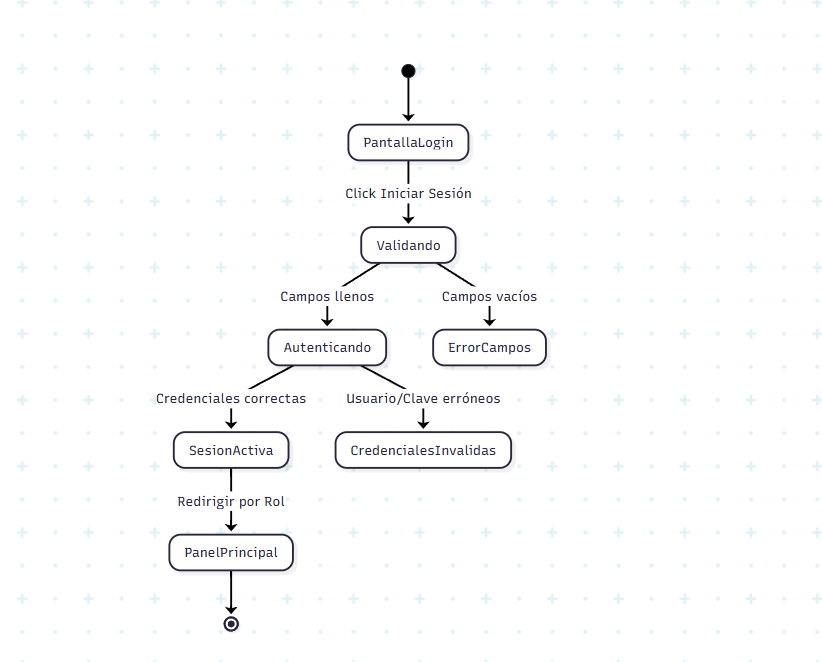 PantallaLogin
Click Iniciar Sesión
Validando
Campos llenos
Campos vacíos
Autenticando
ErrorCampos
Credenciales correctas
Usuario/Clave erróneos
SesionActiva
CredencialesInvalidas
Redirigir por Rol
PanelPrincipal